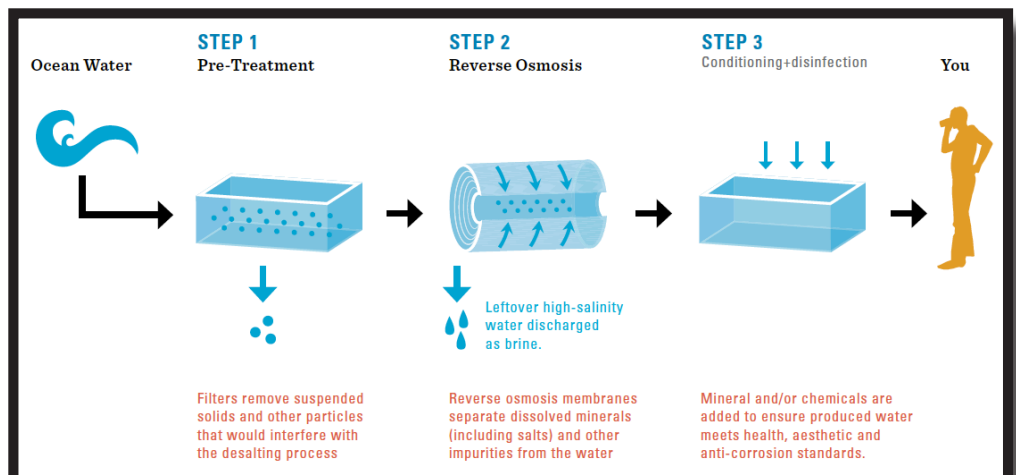 Ocean Water
STEP 1
Pre-Treatment
STEP 2
Reverse Osmosis
STEP 3
Conditioning+disinfection
You
Leftover high-salinity
water discharged
as brine.
Filters remove suspended
solids and other particles
that would interfere with
the desalting process
Reverse osmosis membranes
separate dissolved minerals
(including salts) and other
impurities from the water
Mineral and/or chemicals are
added to ensure produced water
meets health, aesthetic and
anti-corrosion standards.